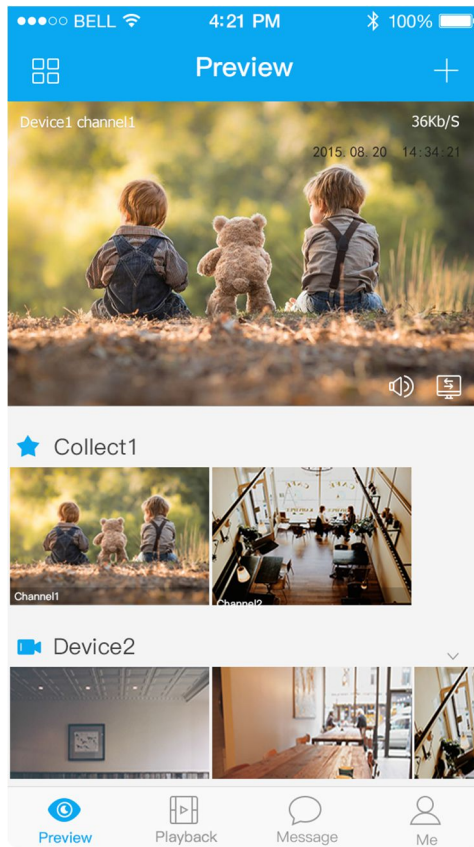 BELL 4:21 PM 100%
Preview
Device1 channel1 36Kb/S
2015. 08. 20 14:34:21
Collect1
Channel1 Channel2
Device2
Preview Playback Message Me